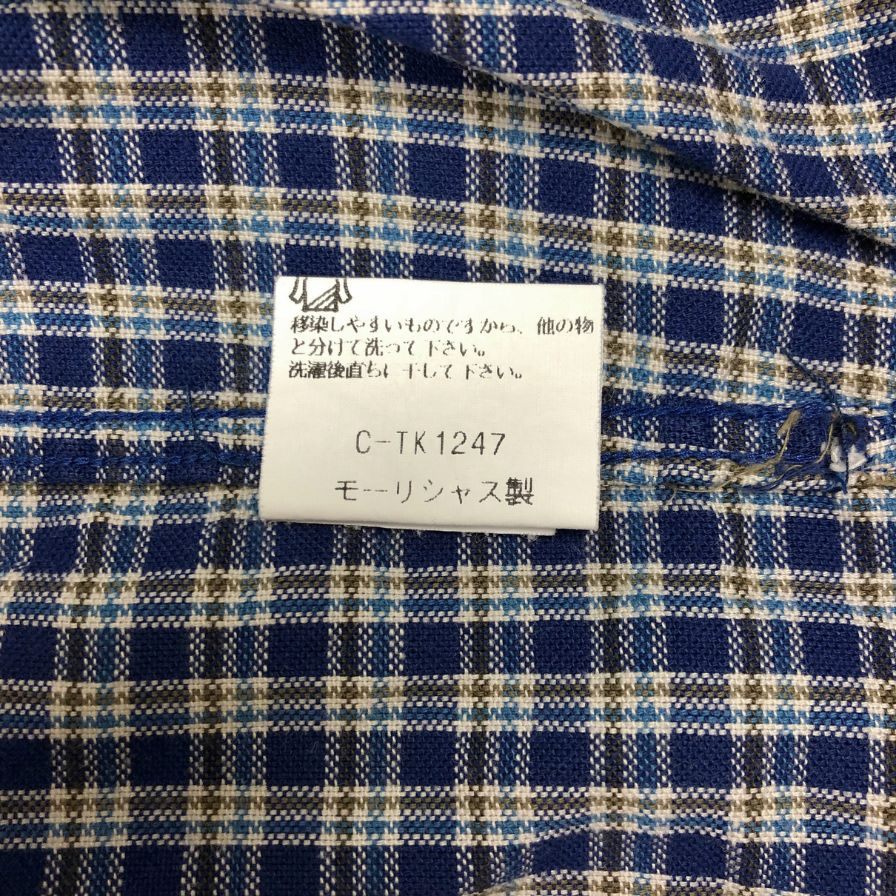 移染しやすいものですから、他の物
と分けて洗って下さい。
洗濯後直ちに干して下さい。
C-TK1247
モーリシャス製